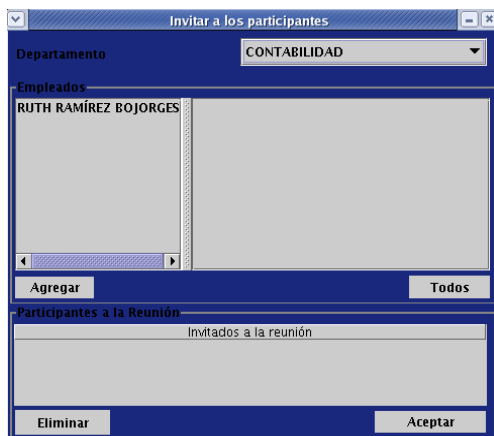 Invitar a los participantes
Departamento
CONTABILIDAD
Empleados
RUTH RAMÍREZ BOJORGES
Agregar
Todos
Participantes a la Reunión
Invitados a la reunión
Eliminar
Aceptar